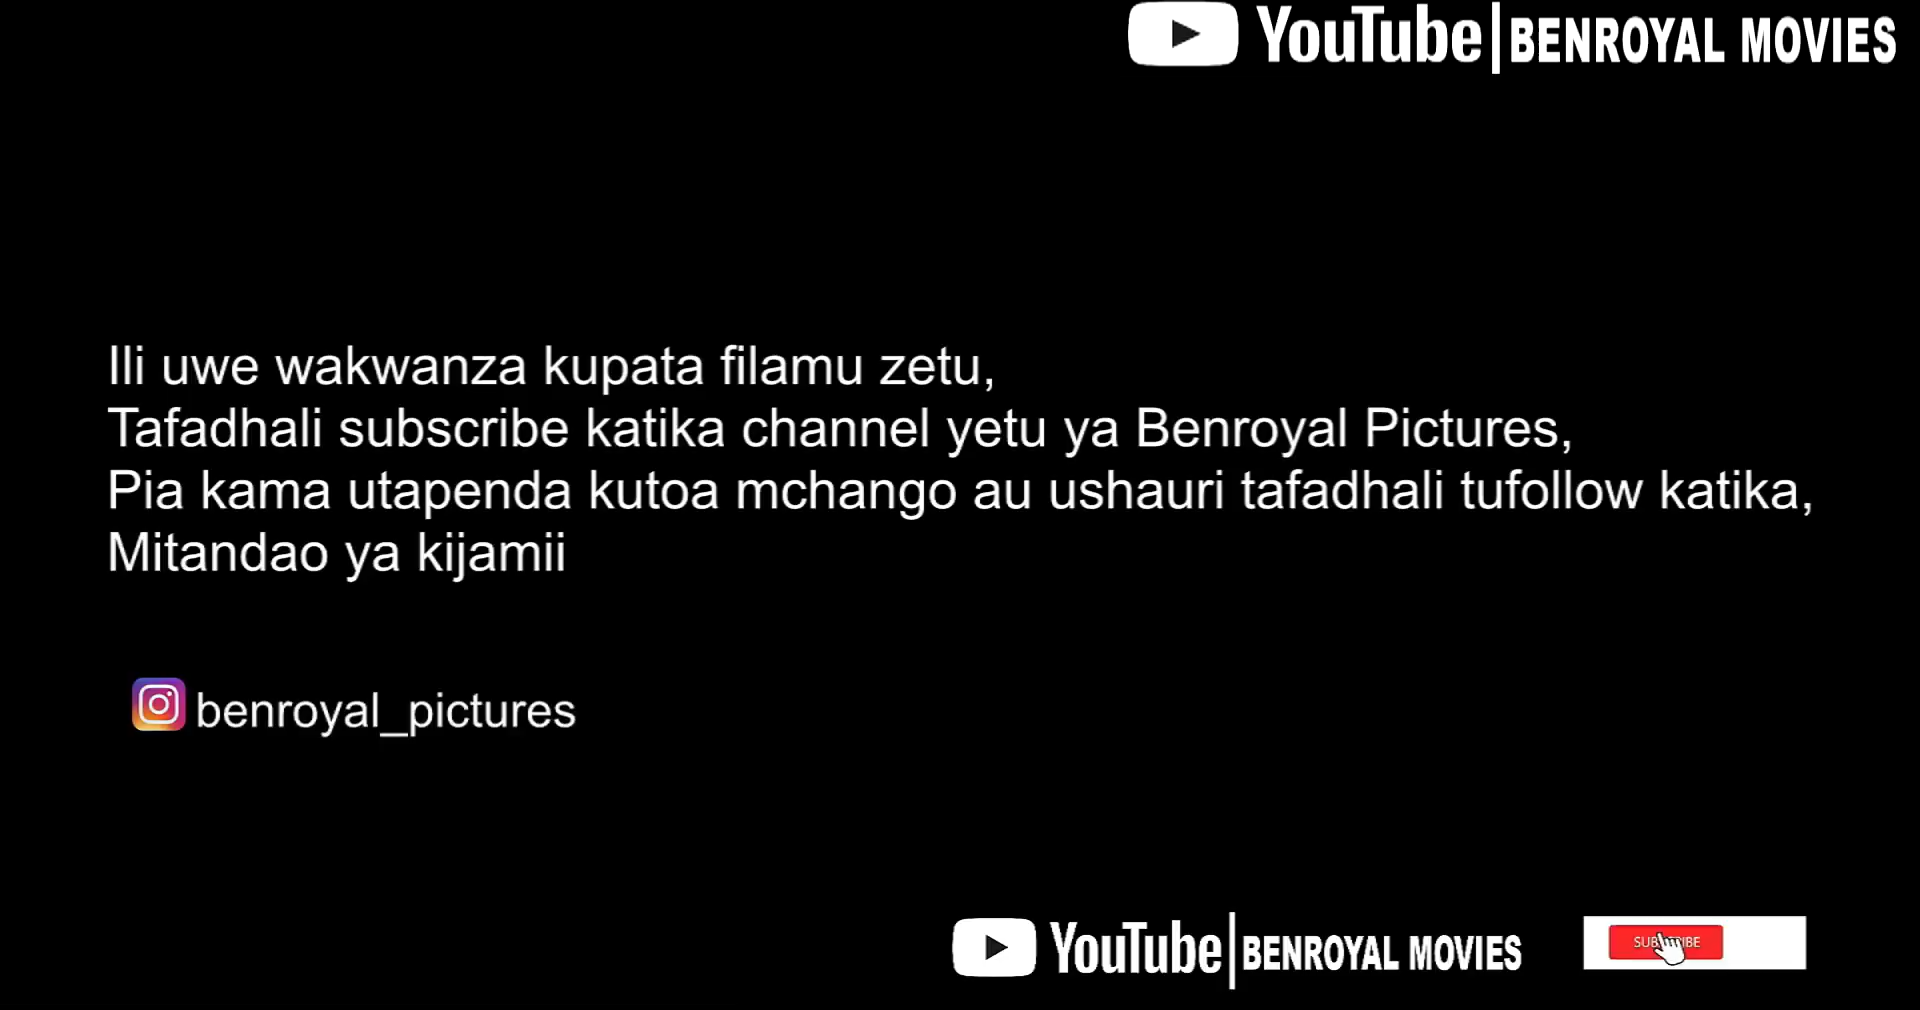 YouTube|BENROYAL MOVIES
Ili uwe wakwanza kupata filamu zetu,
Tafadhali subscribe katika channel yetu ya Benroyal Pictures,
Pia kama utapenda kutoa mchango au ushauri tafadhali tufollow katika,
Mitandao ya kijamii
benroyal_pictures
YouTube|BENROYAL MOVIES
SUBSCRIBE